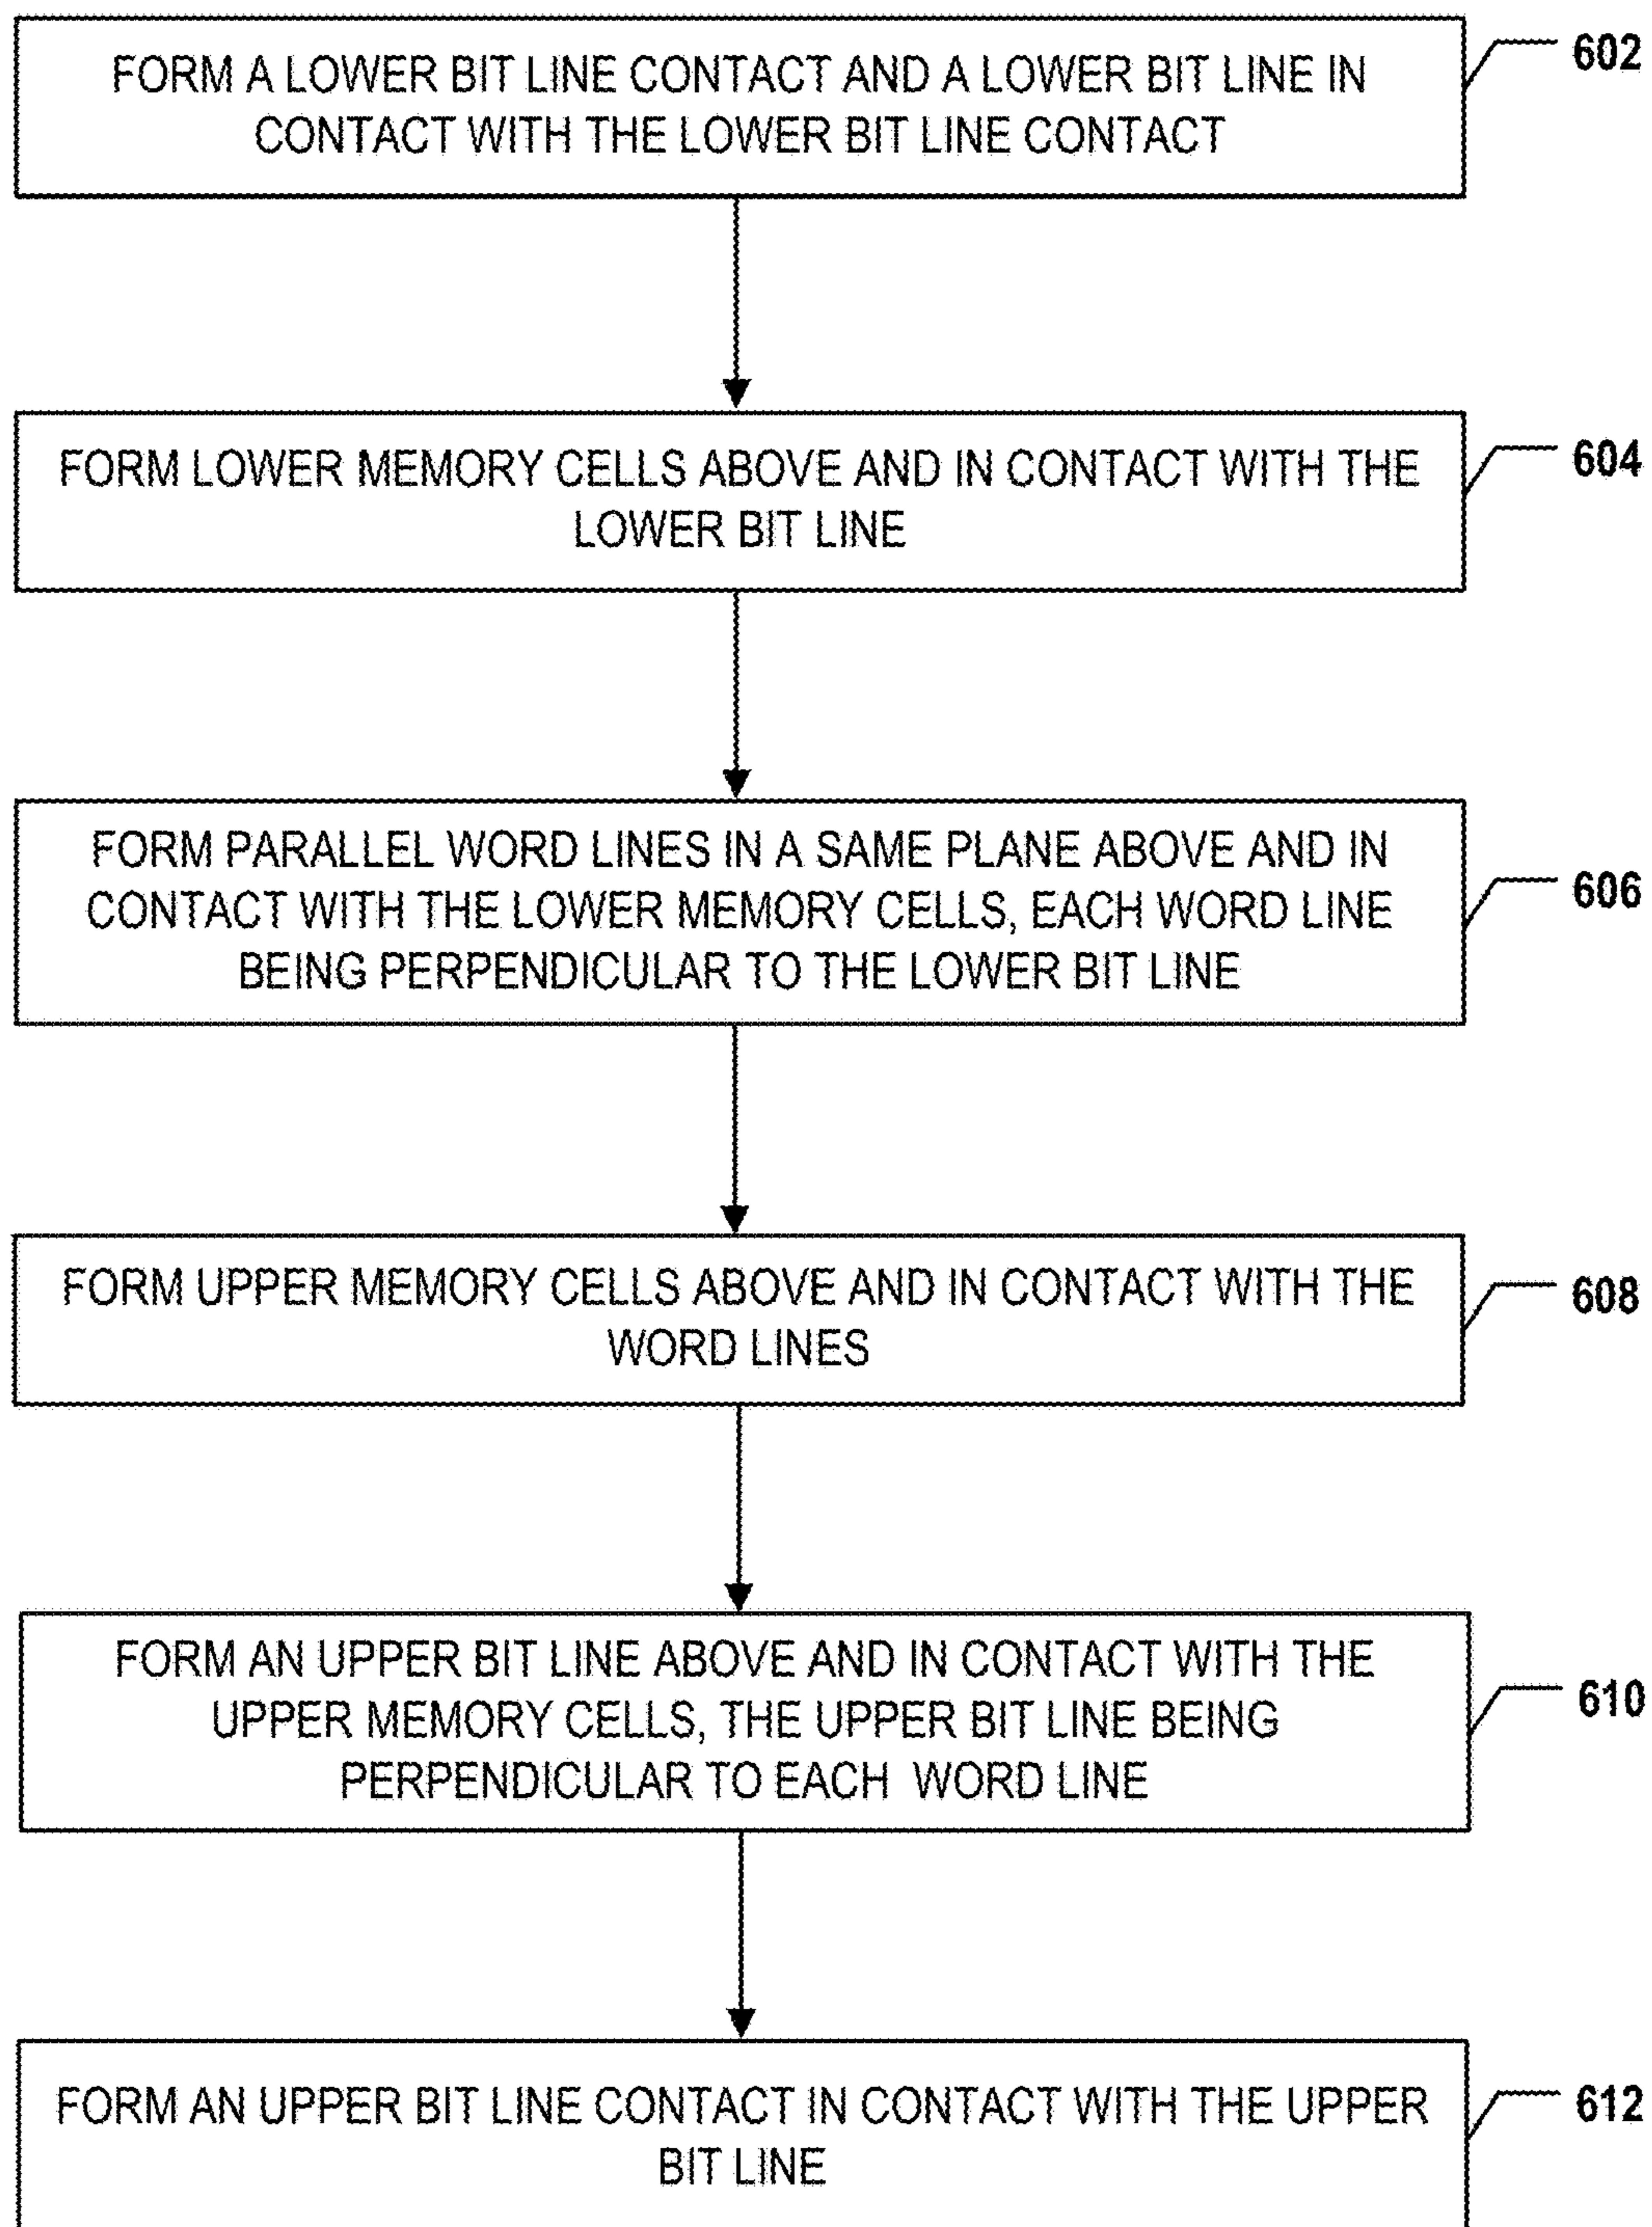 FORM A LOWER BIT LINE CONTACT AND A LOWER BIT LINE IN
CONTACT WITH THE LOWER BIT LINE CONTACT
602
FORM LOWER MEMORY CELLS ABOVE AND IN CONTACT WITH THE
LOWER BIT LINE
604
FORM PARALLEL WORD LINES IN A SAME PLANE ABOVE AND IN
CONTACT WITH THE LOWER MEMORY CELLS, EACH WORD LINE
BEING PERPENDICULAR TO THE LOWER BIT LINE
606
FORM UPPER MEMORY CELLS ABOVE AND IN CONTACT WITH THE
WORD LINES
608
FORM AN UPPER BIT LINE ABOVE AND IN CONTACT WITH THE
UPPER MEMORY CELLS, THE UPPER BIT LINE BEING
PERPENDICULAR TO EACH WORD LINE
610
FORM AN UPPER BIT LINE CONTACT IN CONTACT WITH THE UPPER
BIT LINE
612